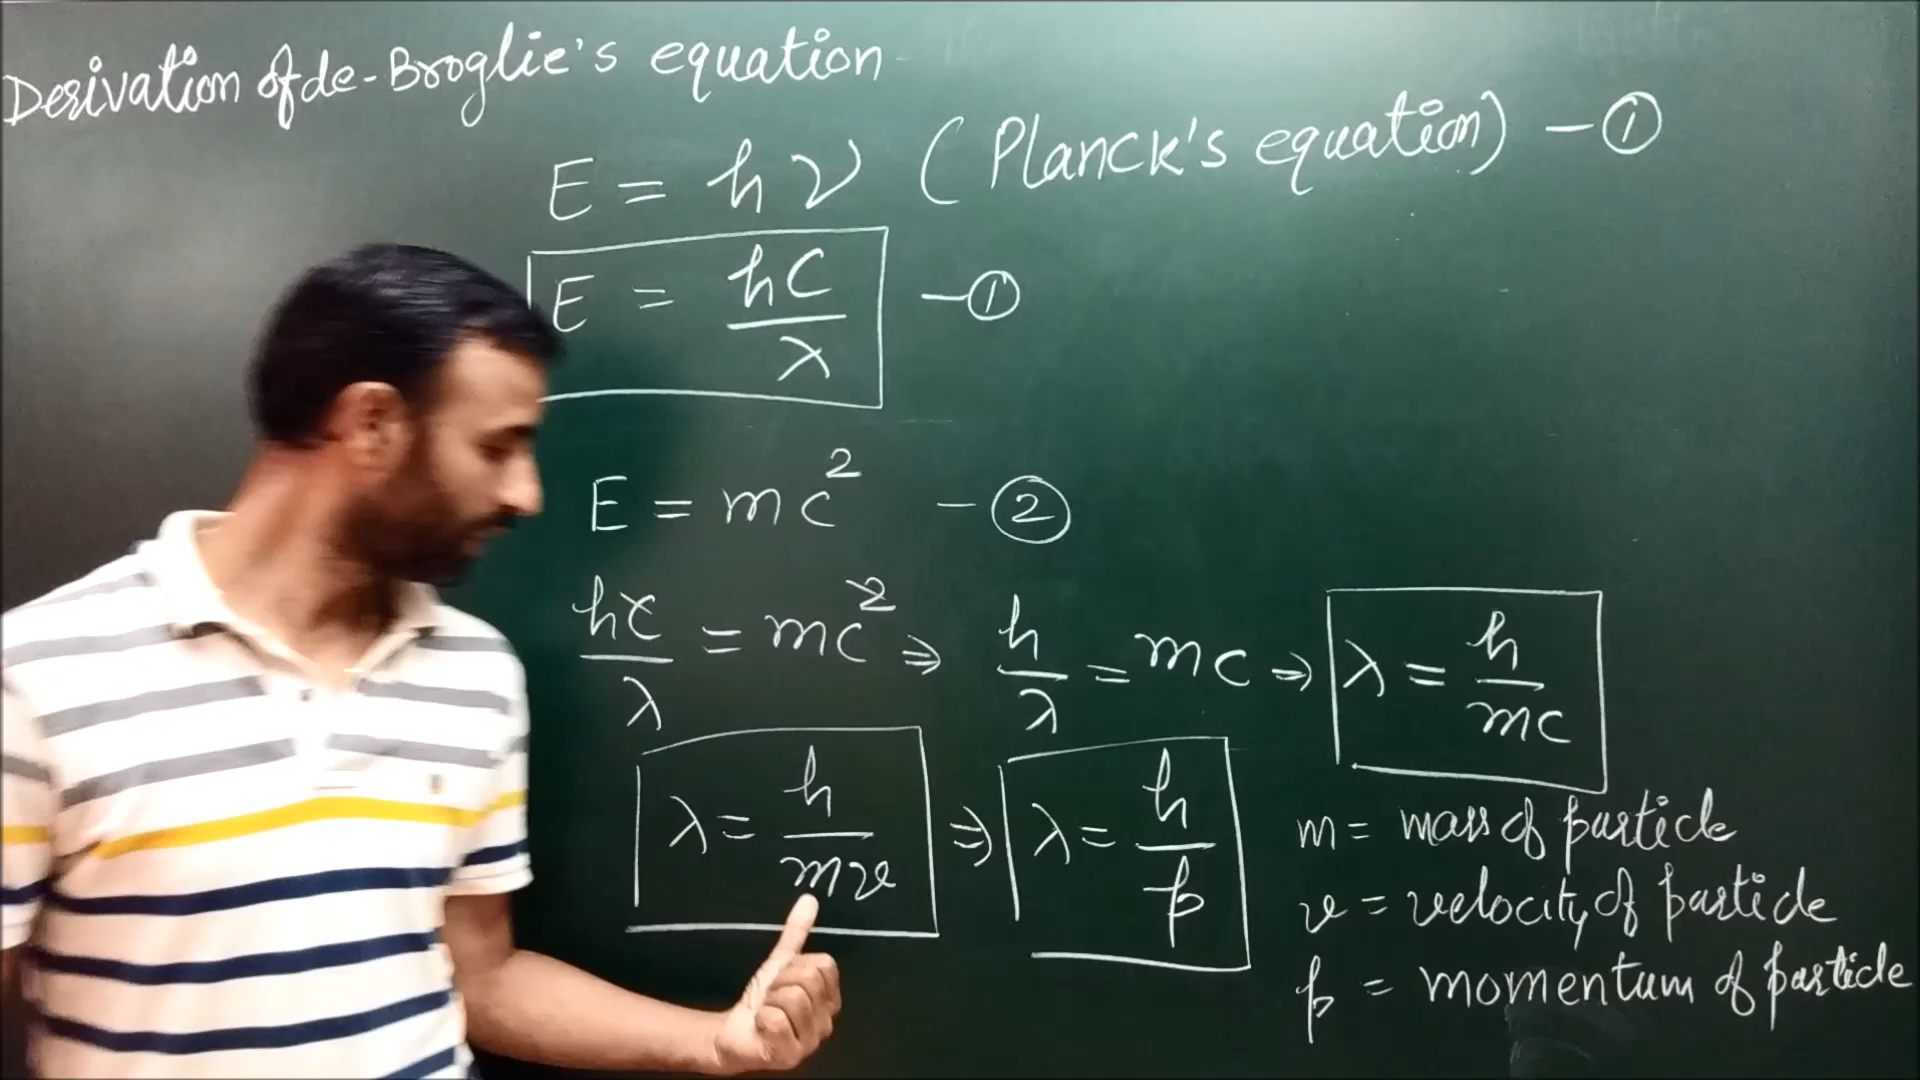 Derivation of de-Broglie's equation
E = hν (Planck's equation) - ①
E = hc/λ - ①
E = mc² - ②
hc/λ = mc² ⇒ h/λ = mc ⇒ λ = h/mc
λ = h/mv ⇒ λ = h/p
m = mass of particle
v = velocity of particle
p = momentum of particle